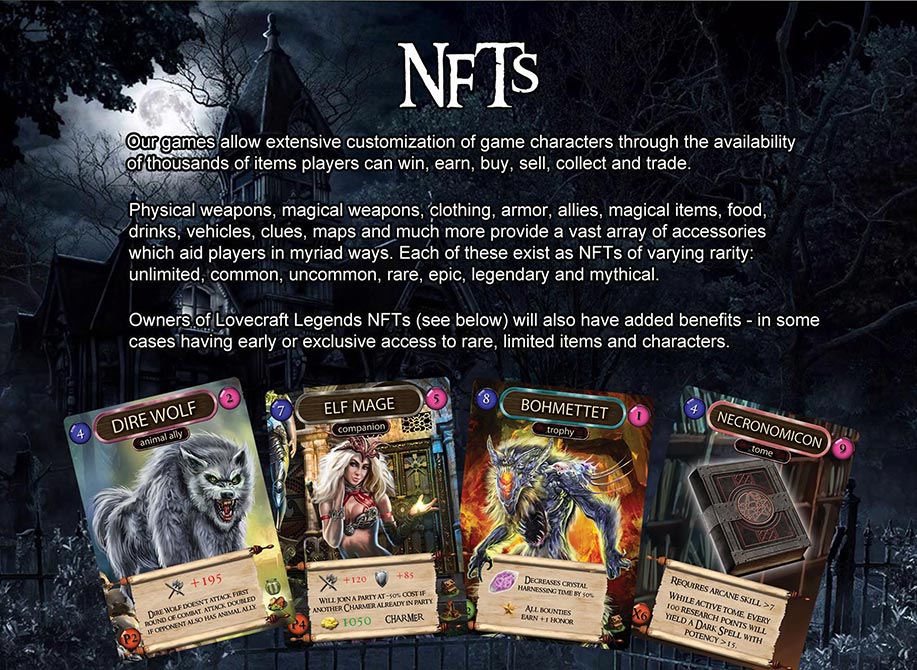 NFTs
Our games allow extensive customization of game characters through the availability
of thousands of items players can win, earn, buy, sell, collect and trade.
Physical weapons, magical weapons, clothing, armor, allies, magical items, food,
drinks, vehicles, clues, maps and much more provide a vast array of accessories
which aid players in myriad ways. Each of these exist as NFTs of varying rarity:
unlimited, common, uncommon, rare, epic, legendary and mythical.
Owners of Lovecraft Legends NFTs (see below) will also have added benefits - in some
cases having early or exclusive access to rare, limited items and characters.
4
DIRE WOLF
2
animal ally
+195
DIRE WOLF DOESN'T ATTACK FIRST
ROUND OF COMBAT. ATTACK DOUBLED
IF OPPONENT ALSO HAS ANIMAL ALLY.
P2
7
ELF MAGE
5
companion
+120 +85
WILL JOIN A PARTY AT -50% COST IF
ANOTHER CHARMER ALREADY IN PARTY.
1050 CHARMER
P4
8
BOHMETTET
1
trophy
DECREASES CRYSTAL
HARNESSING TIME BY 50%
ALL BOUNTIES
EARN +1 HONOR
4
NECRONOMICON
9
tome
REQUIRES ARCANE SKILL >7
WHILE ACTIVE TOME, EVERY
100 RESEARCH POINTS WILL
YIELD A DARK SPELL WITH
POTENCY >15.